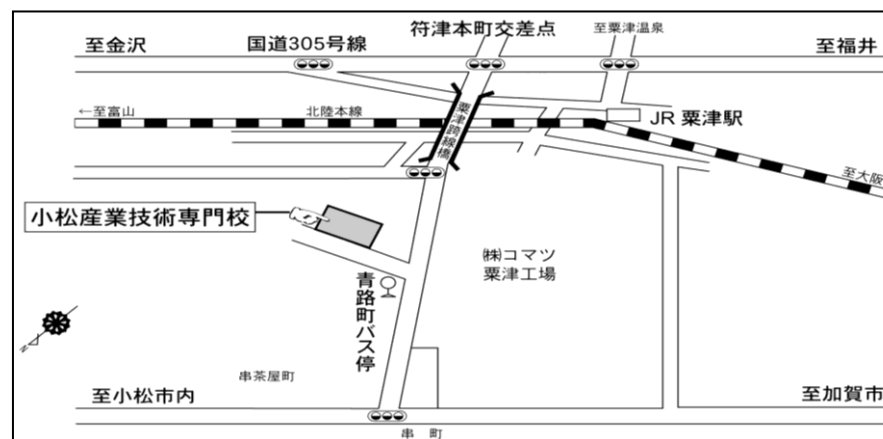 符津本町交差点
至粟津温泉
至金沢
国道305号線
至福井
←至富山
北陸本線
粟津跨線橋
JR 粟津駅
至大阪
小松産業技術専門校
㈱コマツ
粟津工場
青路町バス停
N
串茶屋町
至小松市内
至加賀市
串 町